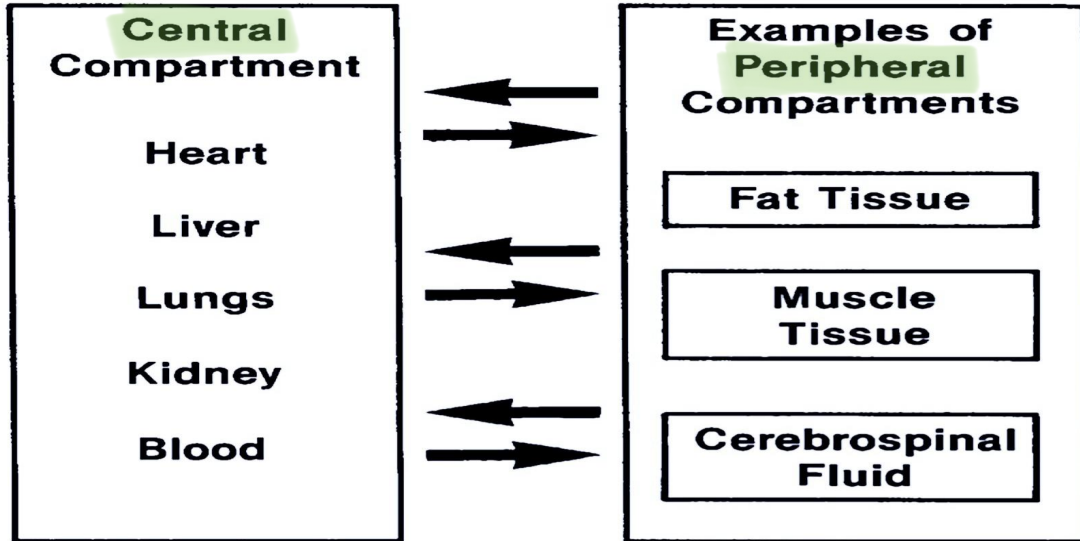 Central
Compartment
Heart
Liver
Lungs
Kidney
Blood
Examples of
Peripheral
Compartments
Fat Tissue
Muscle
Tissue
Cerebrospinal
Fluid